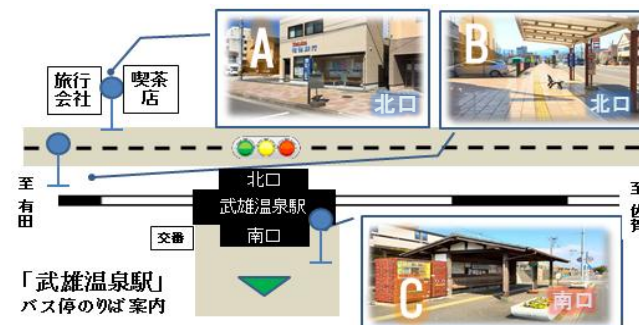 A
北口
B
北口
旅行
会社
喫茶
店
至
有田
北口
武雄温泉駅
南口
至
佐賀
交番
C
南口
「武雄温泉駅」
バス停のりば案内